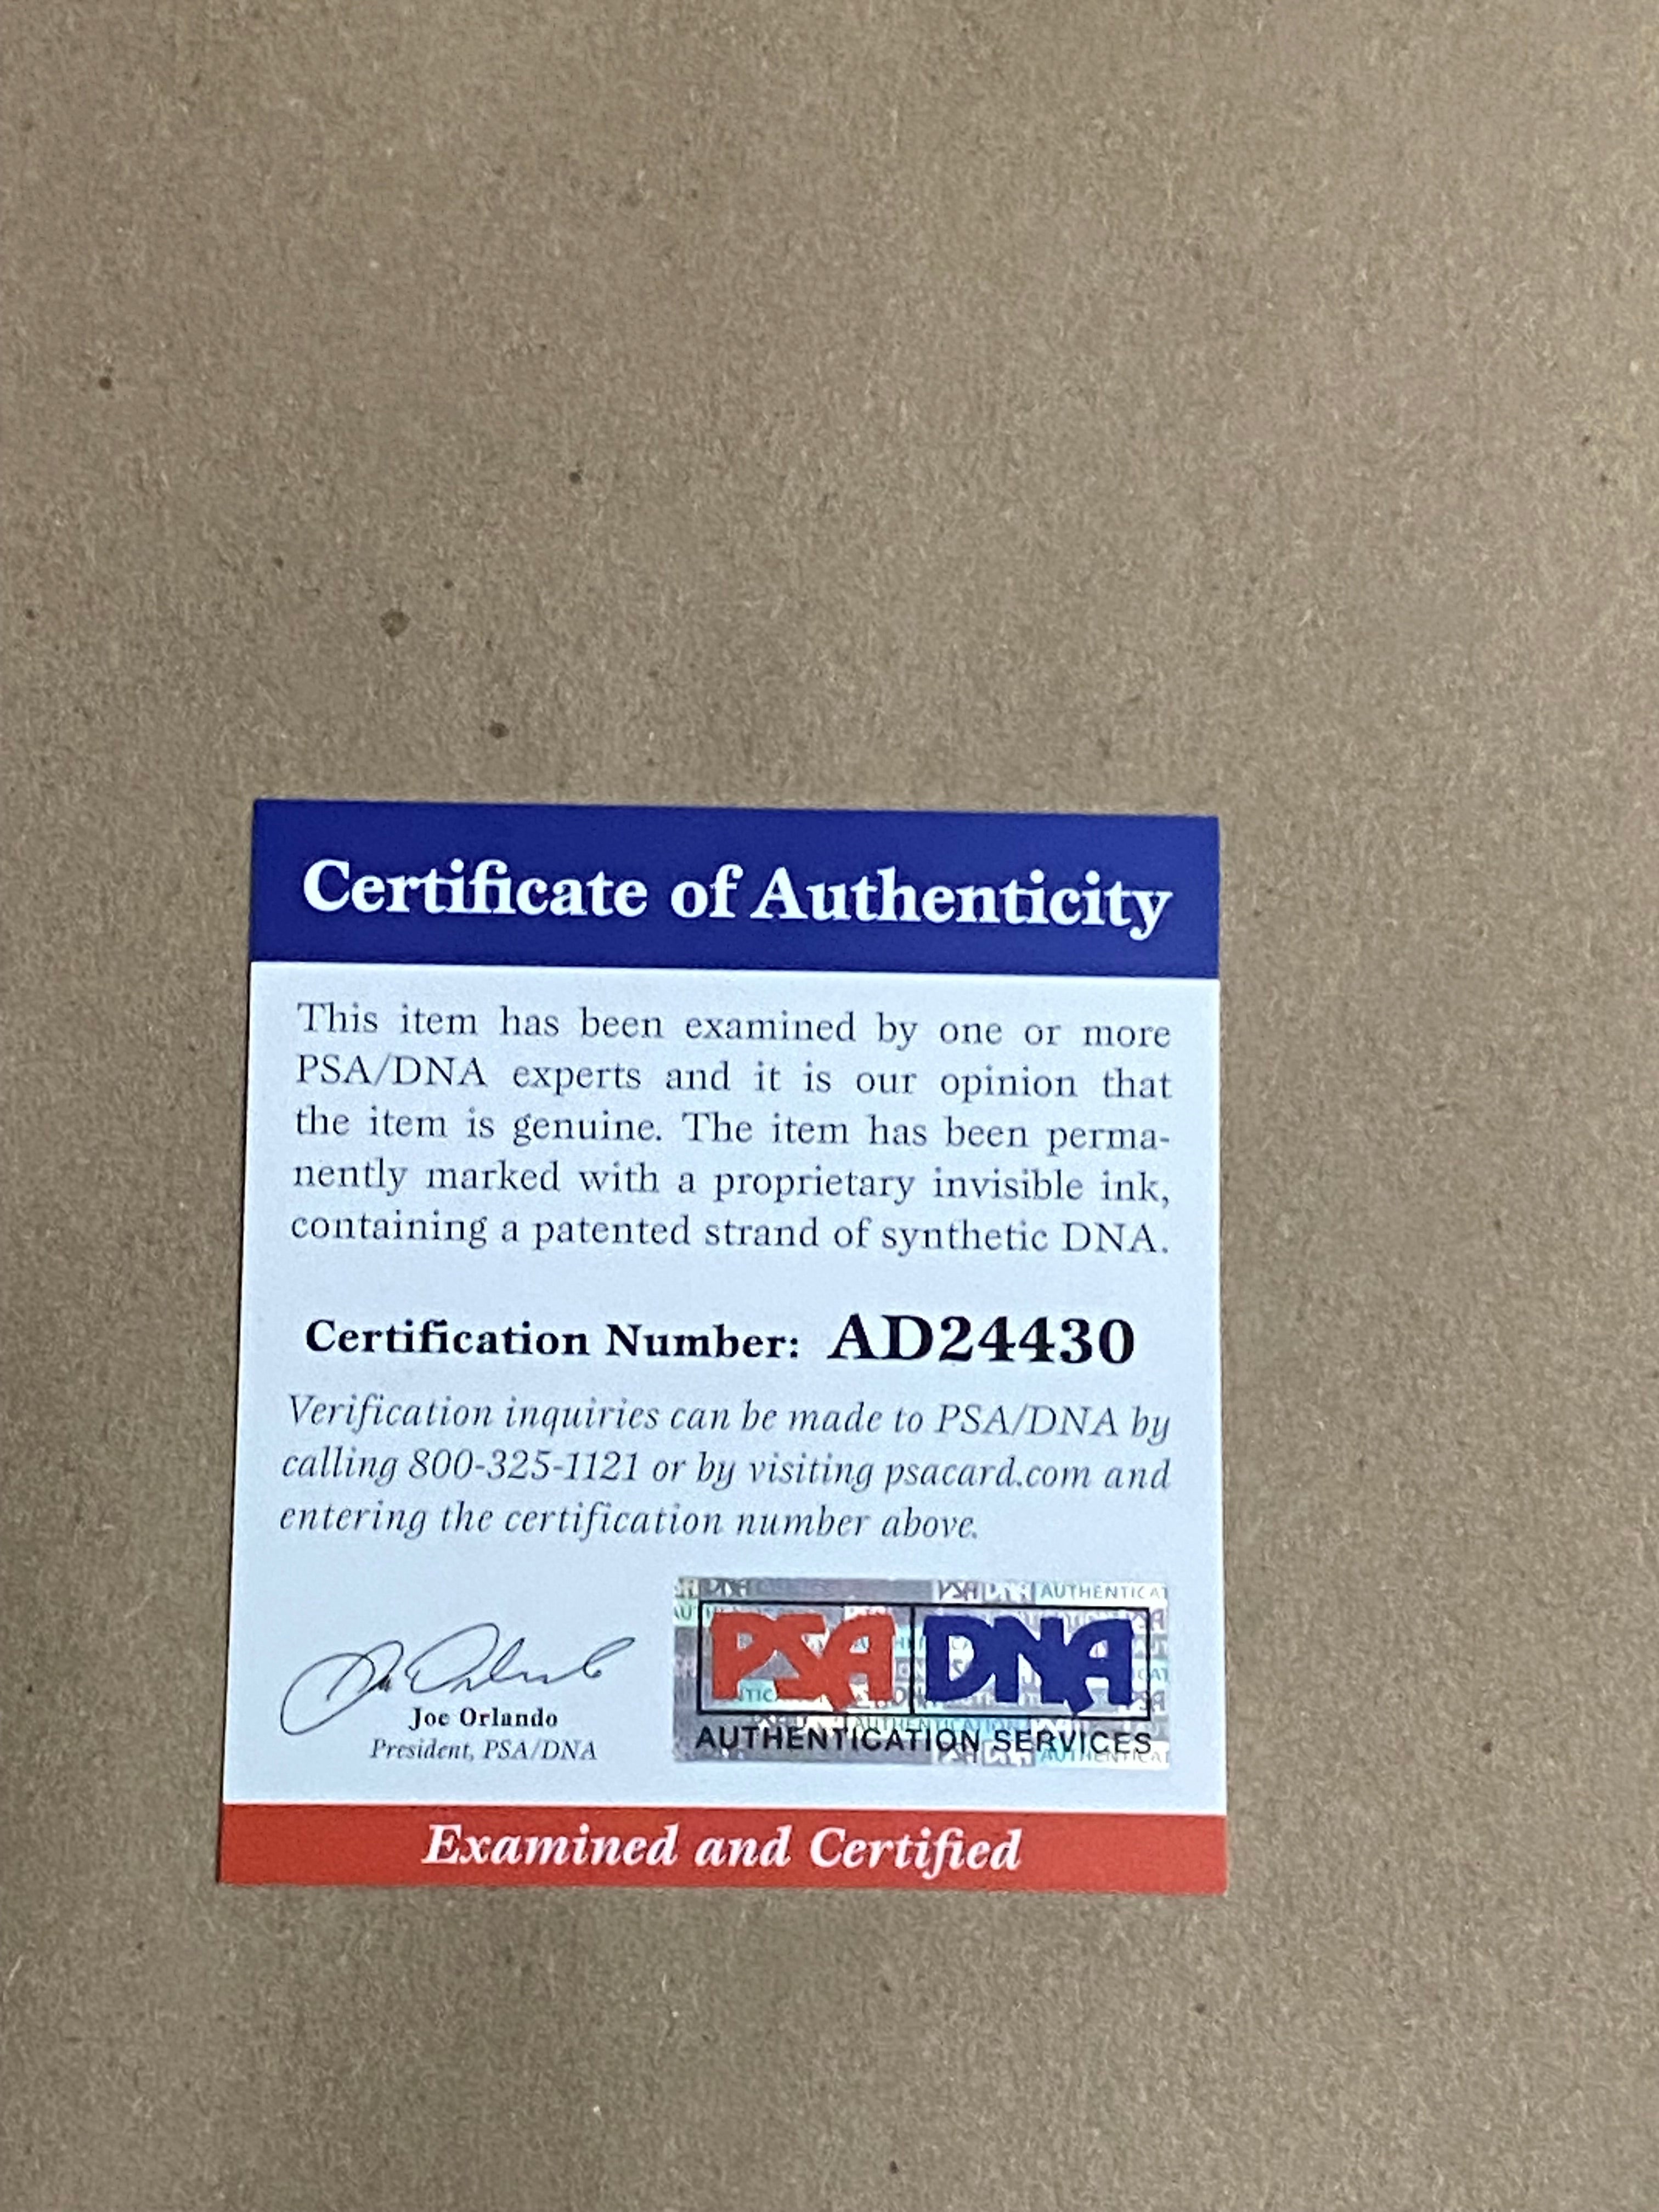 Certificate of Authenticity
This item has been examined by one or more
PSA/DNA experts and it is our opinion that
the item is genuine. The item has been perma-
nently marked with a proprietary invisible ink,
containing a patented strand of synthetic DNA.
Certification Number: AD24430
Verification inquiries can be made to PSA/DNA by
calling 800-325-1121 or by visiting psacard.com and
entering the certification number above.
Joe Orlando
President, PSA/DNA
PSA DNA
AUTHENTICATION SERVICES
Examined and Certified